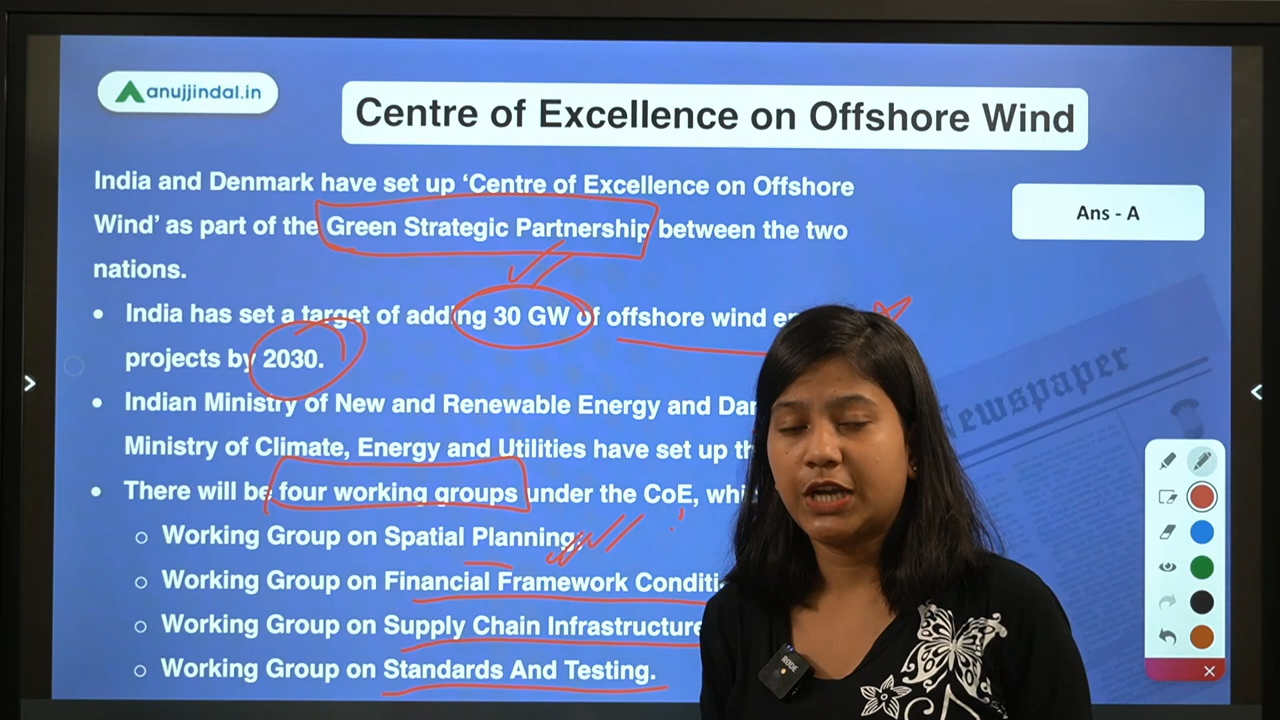 anujjindal.in
Centre of Excellence on Offshore Wind
India and Denmark have set up ‘Centre of Excellence on Offshore
Wind’ as part of the Green Strategic Partnership between the two
nations.
Ans - A
• India has set a target of adding 30 GW of offshore wind
projects by 2030.
• Indian Ministry of New and Renewable Energy and
Ministry of Climate, Energy and Utilities have set up
• There will be four working groups under the CoE,
Newspaper
○ Working Group on Spatial Planning,
○ Working Group on Financial Framework
○ Working Group on Supply Chain Infrastructure
○ Working Group on Standards And Testing.
RODE